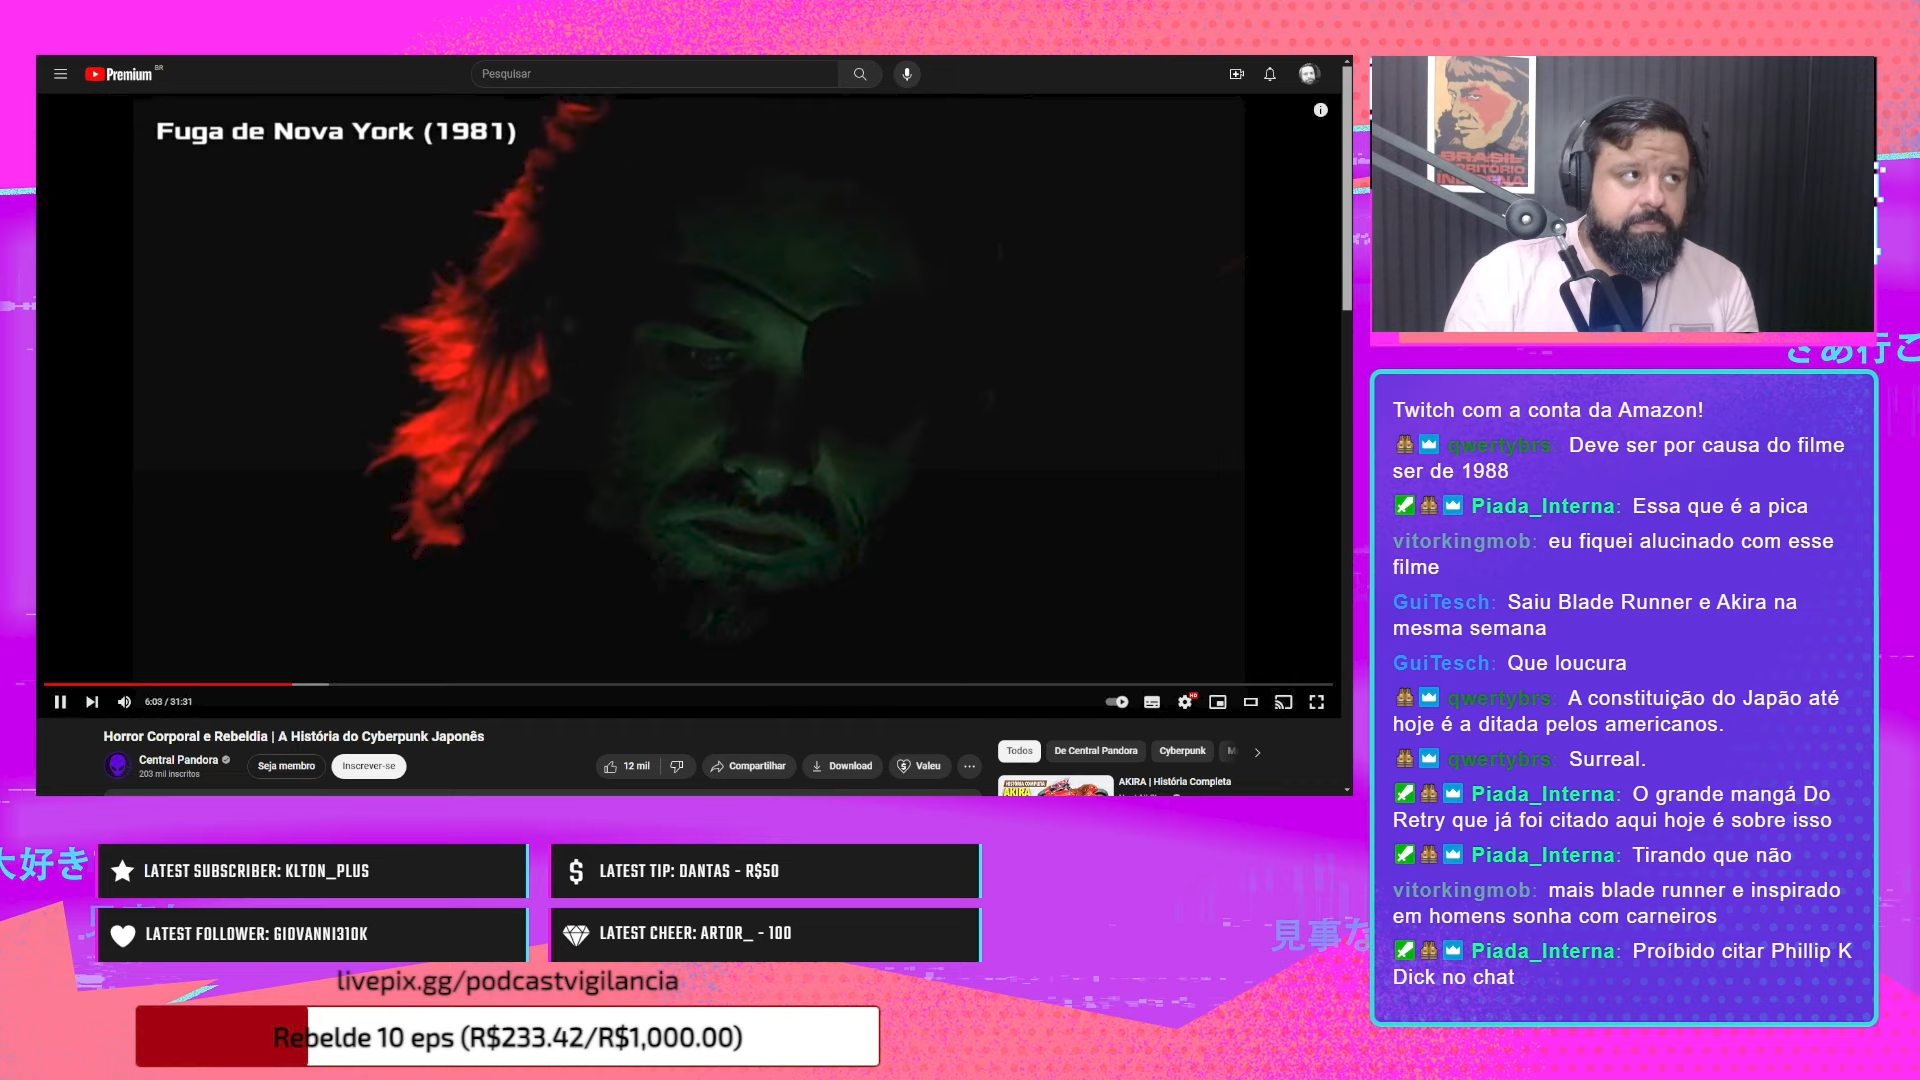 Premium BR
Pesquisar
Fuga de Nova York (1981)
6:03 / 31:31
HD
Horror Corporal e Rebeldia | A História do Cyberpunk Japonês
Central Pandora
203 mil inscritos
Seja membro
Inscrever-se
12 mil
Compartilhar
Download
Valeu
Todos
De Central Pandora
Cyberpunk
HISTÓRIA COMPLETA
AKIRA
AKIRA | História Completa
BRASIL
TERRITÓRIO
INDÍGENA
Twitch com a conta da Amazon!
qwertybrs: Deve ser por causa do filme
ser de 1988
Piada_Interna: Essa que é a pica
vitorkingmob: eu fiquei alucinado com esse
filme
GuiTesch: Saiu Blade Runner e Akira na
mesma semana
GuiTesch: Que loucura
qwertybrs: A constituição do Japão até
hoje é a ditada pelos americanos.
qwertybrs: Surreal.
Piada_Interna: O grande mangá Do
Retry que já foi citado aqui hoje é sobre isso
Piada_Interna: Tirando que não
vitorkingmob: mais blade runner e inspirado
em homens sonha com carneiros
Piada_Interna: Proíbido citar Phillip K
Dick no chat
大好き
見事な
LATEST SUBSCRIBER: KLTON_PLUS
LATEST TIP: DANTAS - R$50
LATEST FOLLOWER: GIOVANNI310K
LATEST CHEER: ARTOR_ - 100
livepix.gg/podcastvigilancia
Rebelde 10 eps (R$233.42/R$1,000.00)